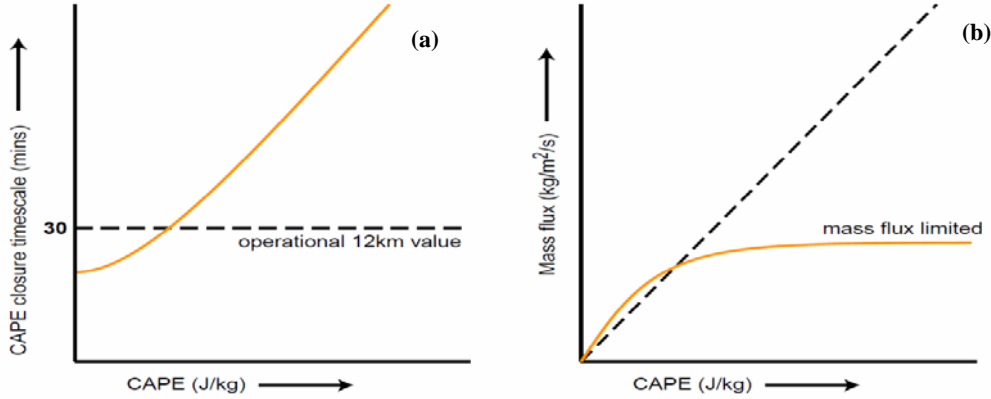 (a)
CAPE closure timescale (mins)
30
operational 12km value
CAPE (J/kg)
(b)
Mass flux (kg/m²/s)
mass flux limited
CAPE (J/kg)